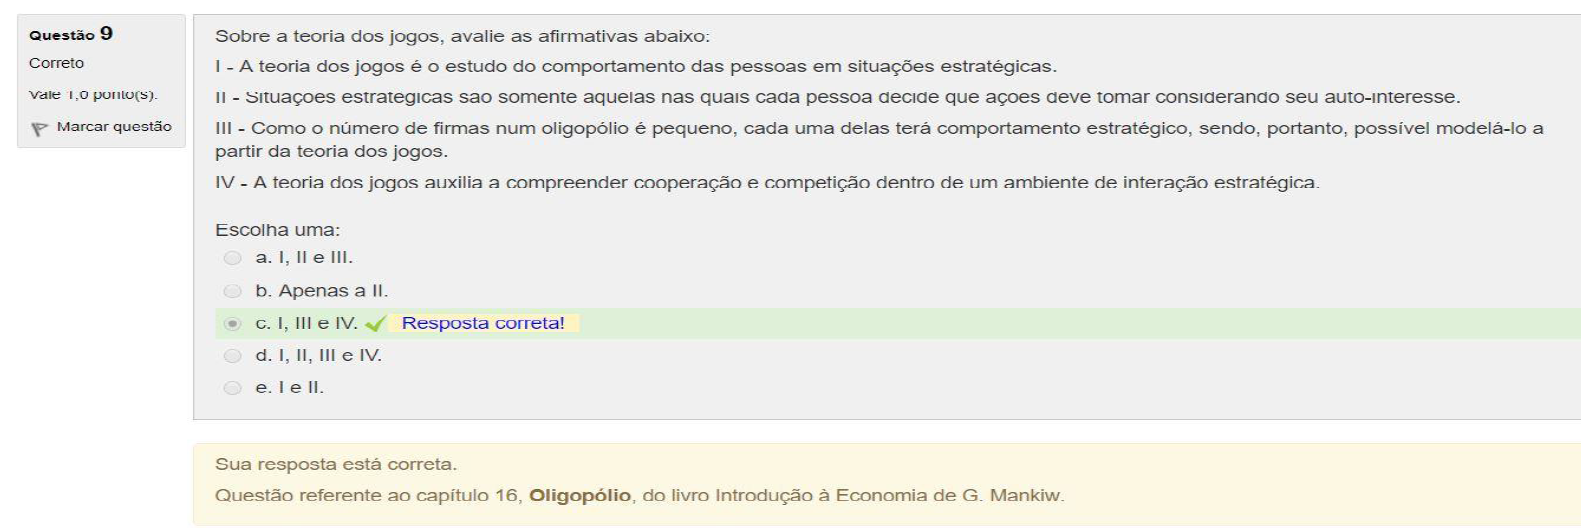 Questão 9
Correto
Vale 1,0 ponto(s).
Marcar questão
Sobre a teoria dos jogos, avalie as afirmativas abaixo:
I - A teoria dos jogos é o estudo do comportamento das pessoas em situações estratégicas.
II - Situações estratégicas são somente aquelas nas quais cada pessoa decide que ações deve tomar considerando seu auto-interesse.
III - Como o número de firmas num oligopólio é pequeno, cada uma delas terá comportamento estratégico, sendo, portanto, possível modelá-lo a
partir da teoria dos jogos.
IV - A teoria dos jogos auxilia a compreender cooperação e competição dentro de um ambiente de interação estratégica.
Escolha uma:
a. I, II e III.
b. Apenas a II.
c. I, III e IV. Resposta correta!
d. I, II, III e IV.
e. I e II.
Sua resposta está correta.
Questão referente ao capítulo 16, Oligopólio, do livro Introdução à Economia de G. Mankiw.